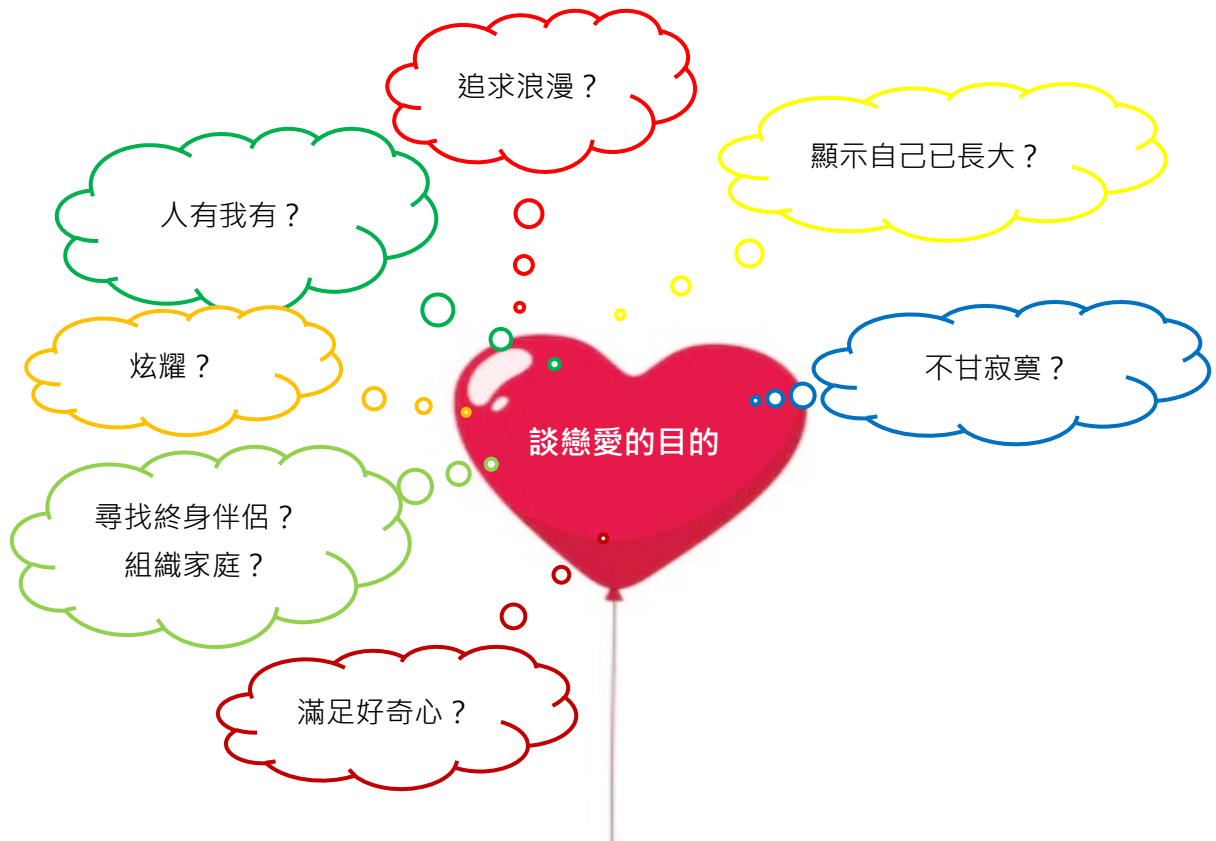 追求浪漫？
顯示自己已長大？
人有我有？
炫耀？
不甘寂寞？
談戀愛的目的
尋找終身伴侶？
組織家庭？
滿足好奇心？